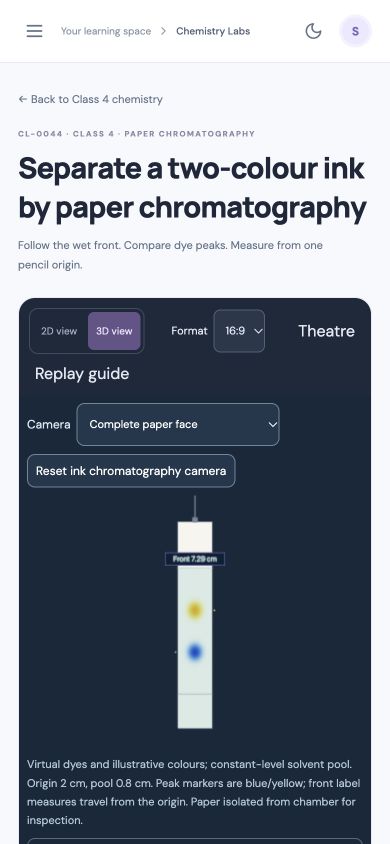 Your learning space > Chemistry Labs
S
← Back to Class 4 chemistry
CL-0044 · CLASS 4 · PAPER CHROMATOGRAPHY
Separate a two-colour ink
by paper chromatography
Follow the wet front. Compare dye peaks. Measure from one
pencil origin.
2D view 3D view Format 16:9 Theatre
Replay guide
Camera Complete paper face
Reset ink chromatography camera
Front 7.29 cm
Virtual dyes and illustrative colours; constant-level solvent pool.
Origin 2 cm, pool 0.8 cm. Peak markers are blue/yellow; front label
measures travel from the origin. Paper isolated from chamber for
inspection.